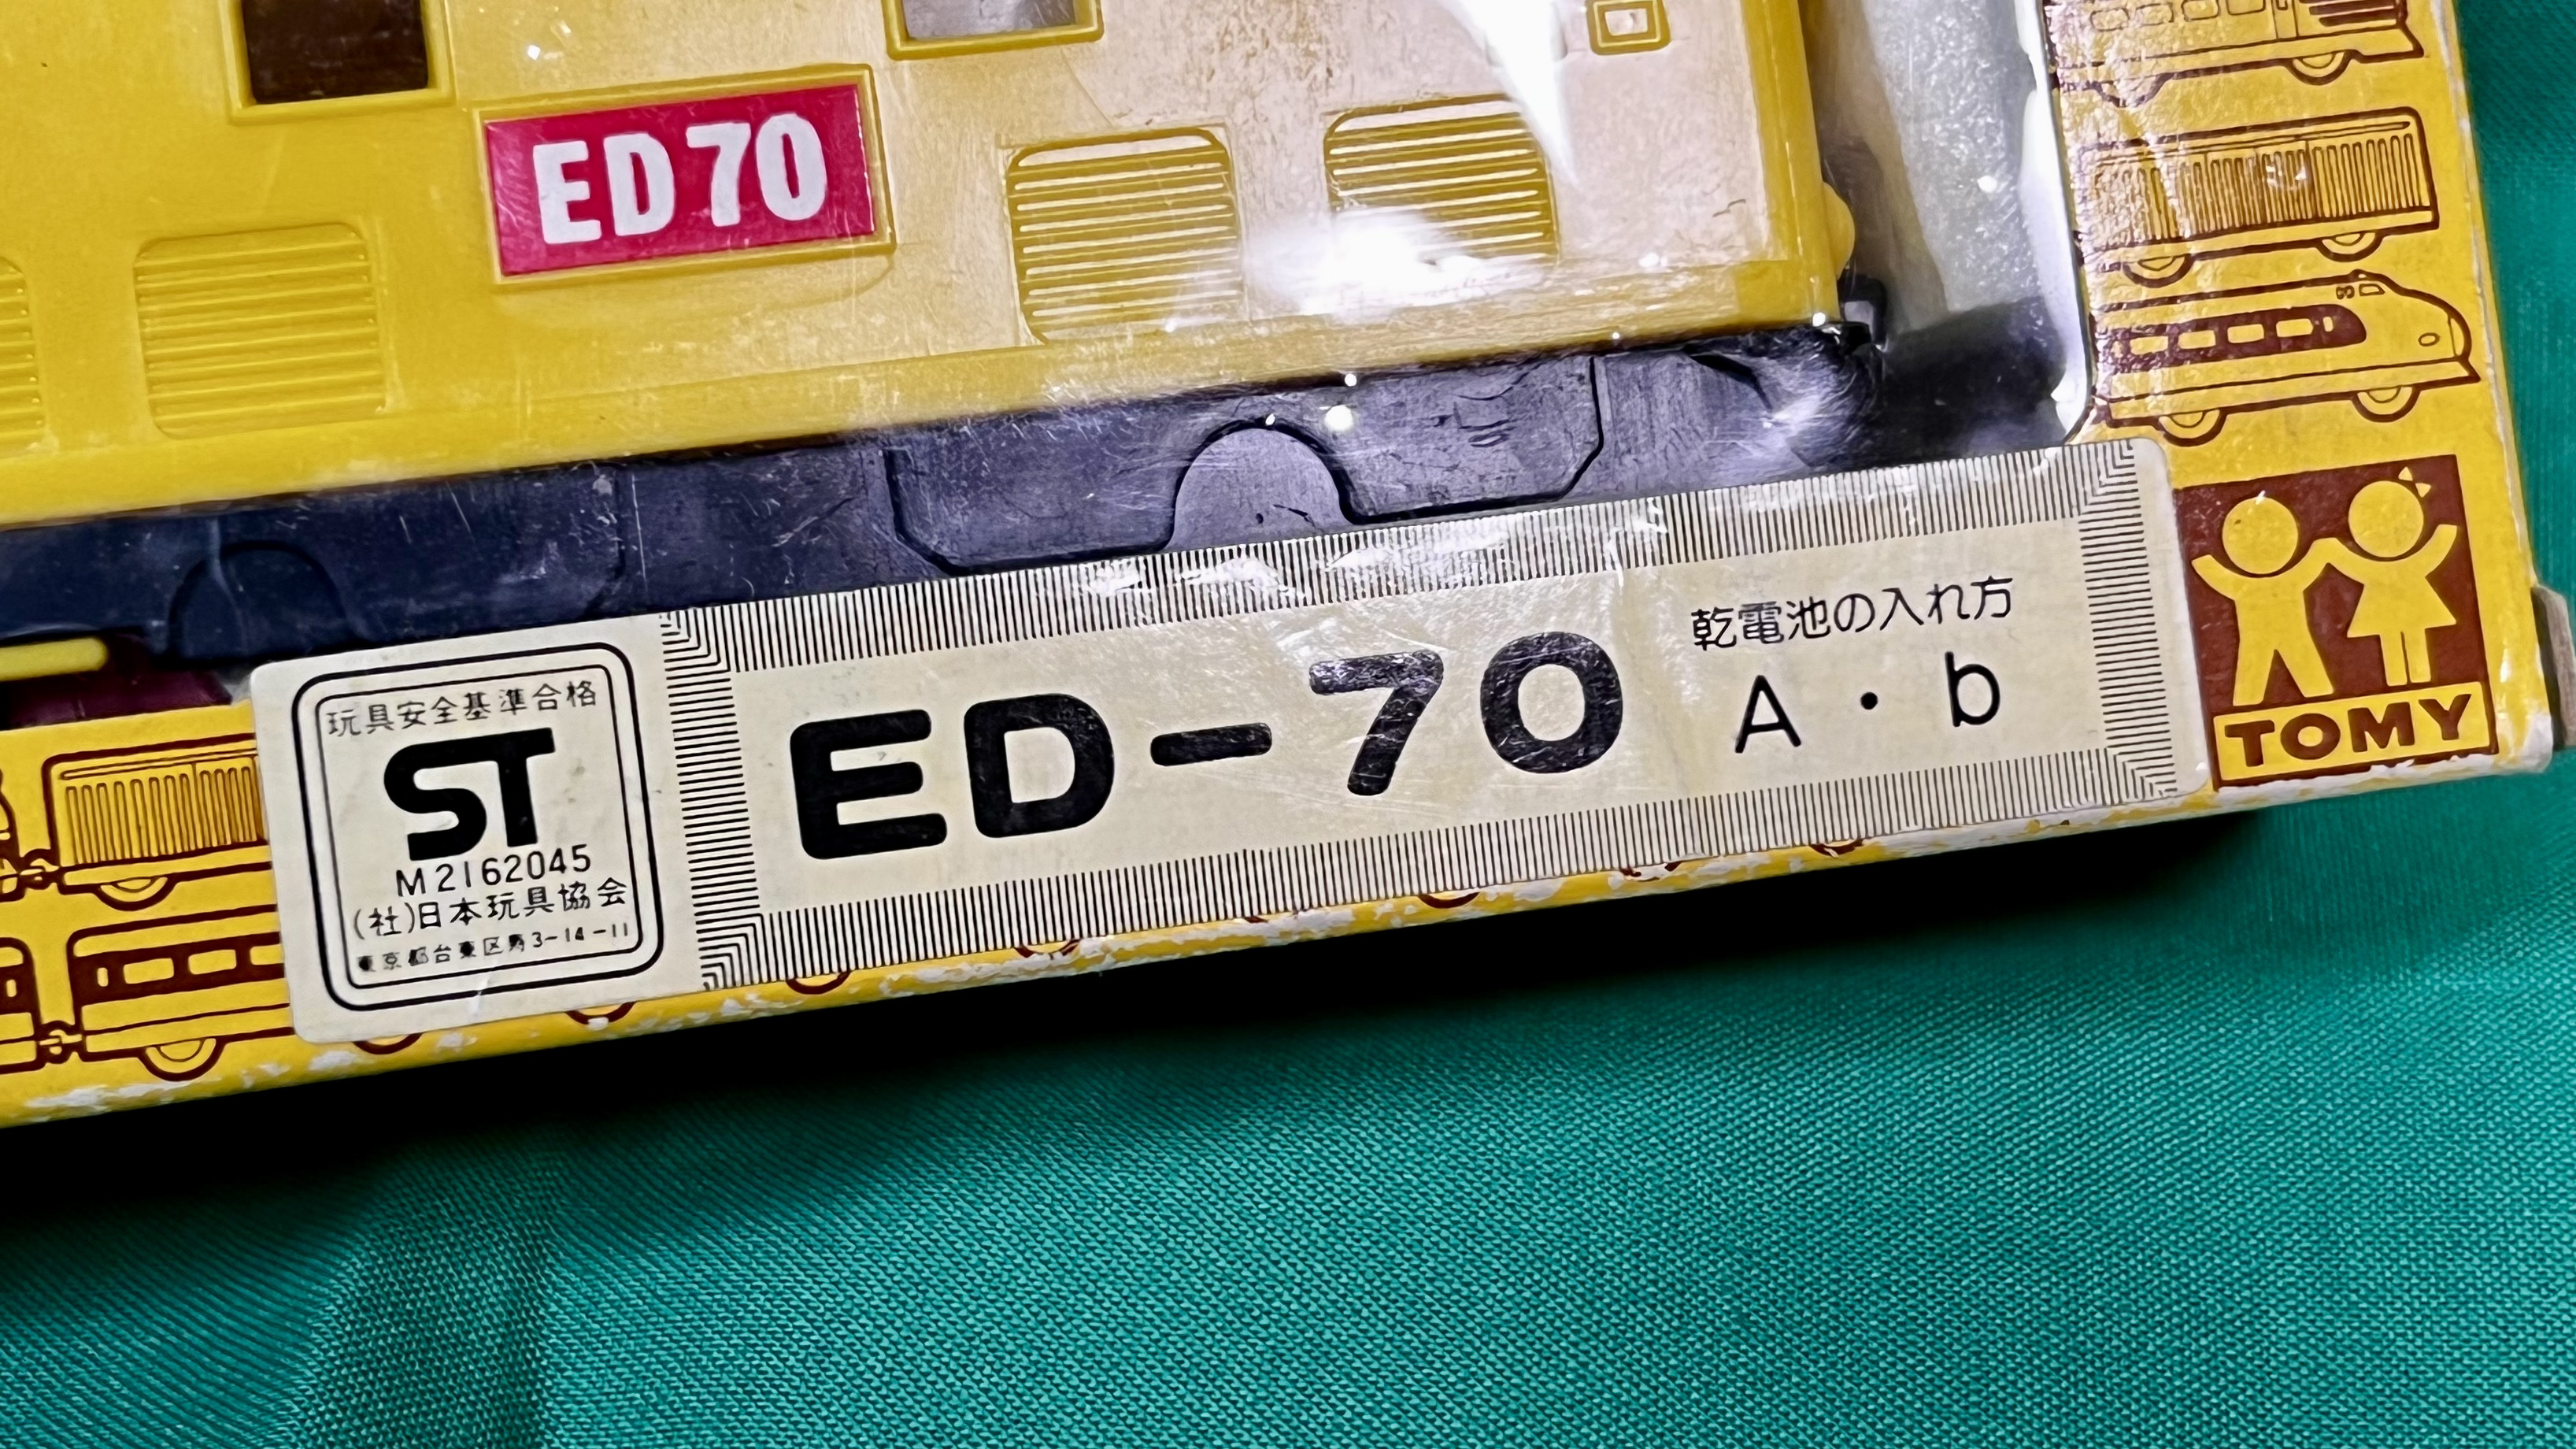 ED70
玩具安全基準合格
ST
M2162045
(社)日本玩具協会
東京都台東区寿3-14-11
ED-70
乾電池の入れ方
A・b
TOMY